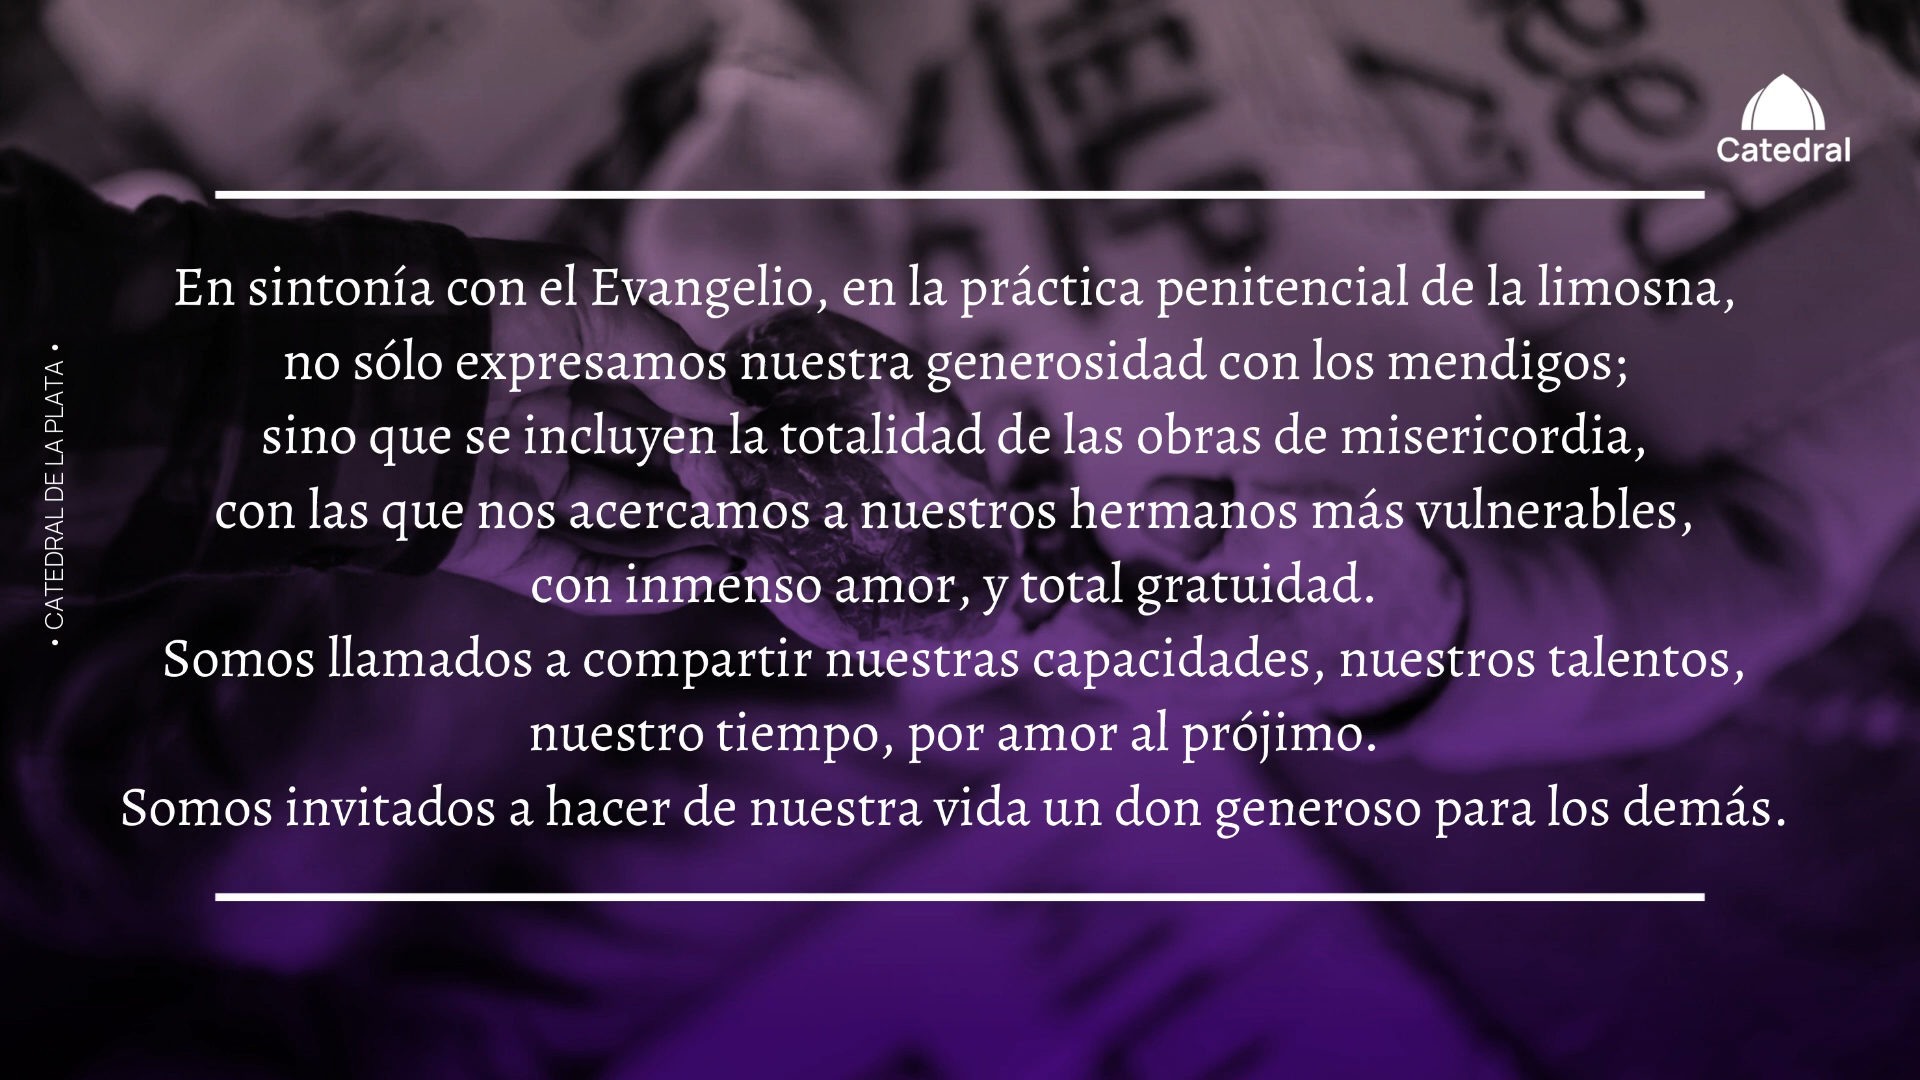 HELP
Catedral
En sintonía con el Evangelio, en la práctica penitencial de la limosna,
no sólo expresamos nuestra generosidad con los mendigos;
sino que se incluyen la totalidad de las obras de misericordia,
con las que nos acercamos a nuestros hermanos más vulnerables,
con inmenso amor, y total gratuidad.
Somos llamados a compartir nuestras capacidades, nuestros talentos,
nuestro tiempo, por amor al prójimo.
Somos invitados a hacer de nuestra vida un don generoso para los demás.
• CATEDRAL DE LA PLATA •